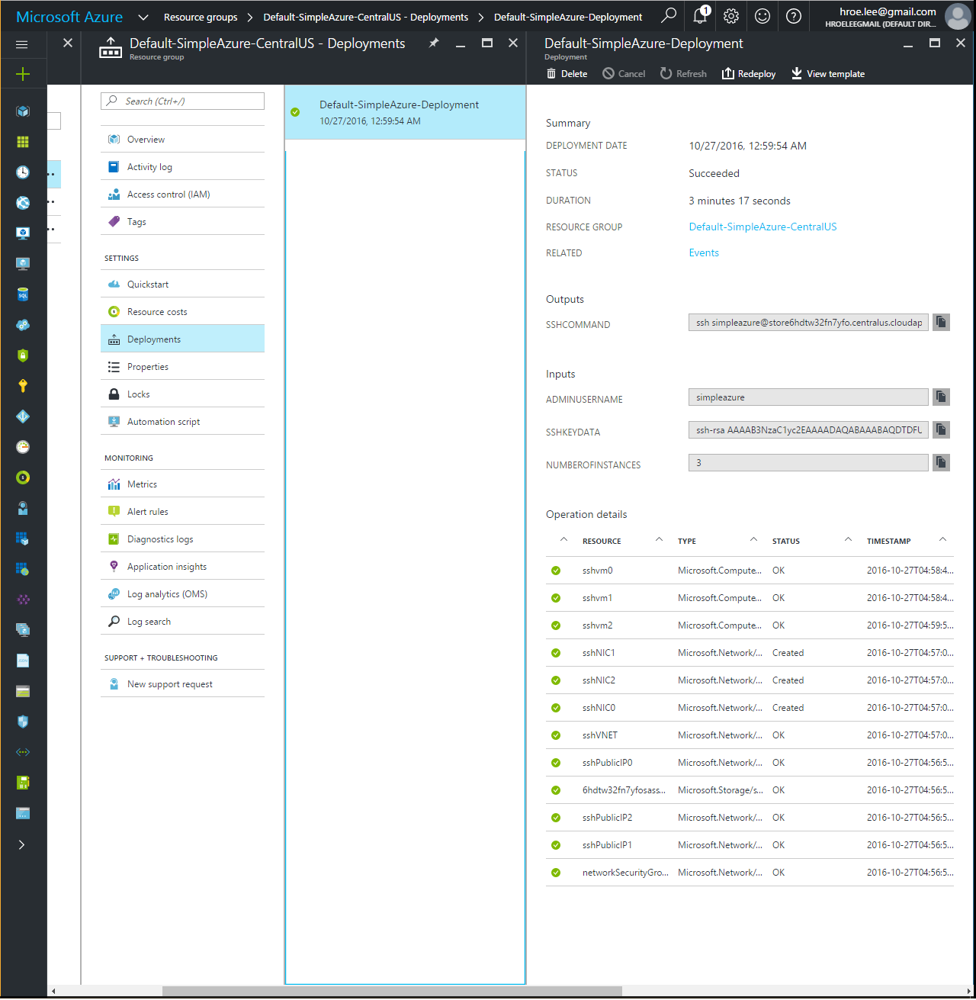 Microsoft Azure
Resource groups
Default-SimpleAzure-CentralUS - Deployments
Default-SimpleAzure-Deployment
1
hroe.lee@gmail.com
HROELEEGMAIL (DEFAULT DIR...
Default-SimpleAzure-CentralUS - Deployments
Resource group
Search (Ctrl+/)
Overview
Activity log
Access control (IAM)
Tags
SETTINGS
Quickstart
Resource costs
Deployments
Properties
Locks
Automation script
MONITORING
Metrics
Alert rules
Diagnostics logs
Application insights
Log analytics (OMS)
Log search
SUPPORT + TROUBLESHOOTING
New support request
Default-SimpleAzure-Deployment
10/27/2016, 12:59:54 AM
Default-SimpleAzure-Deployment
Deployment
Delete Cancel Refresh Redeploy View template
Summary
DEPLOYMENT DATE 10/27/2016, 12:59:54 AM
STATUS Succeeded
DURATION 3 minutes 17 seconds
RESOURCE GROUP Default-SimpleAzure-CentralUS
RELATED Events
Outputs
SSHCOMMAND ssh simpleazure@store6hdtw32fn7yfo.centralus.cloudap
Inputs
ADMINUSERNAME simpleazure
SSHKEYDATA ssh-rsa AAAAB3NzaC1yc2EAAAADAQABAAABAQDTDFU
NUMBEROFINSTANCES 3
Operation details
RESOURCE TYPE STATUS TIMESTAMP
sshvm0 Microsoft.Compute... OK 2016-10-27T04:58:4...
sshvm1 Microsoft.Compute... OK 2016-10-27T04:58:4...
sshvm2 Microsoft.Compute... OK 2016-10-27T04:59:5...
sshNIC1 Microsoft.Network/... Created 2016-10-27T04:57:0...
sshNIC2 Microsoft.Network/... Created 2016-10-27T04:57:0...
sshNIC0 Microsoft.Network/... Created 2016-10-27T04:57:0...
sshVNET Microsoft.Network/... OK 2016-10-27T04:57:0...
sshPublicIP0 Microsoft.Network/... OK 2016-10-27T04:56:5...
6hdtw32fn7yfosass... Microsoft.Storage/s... OK 2016-10-27T04:56:5...
sshPublicIP2 Microsoft.Network/... OK 2016-10-27T04:56:5...
sshPublicIP1 Microsoft.Network/... OK 2016-10-27T04:56:5...
networkSecurityGro... Microsoft.Network/... OK 2016-10-27T04:56:5...